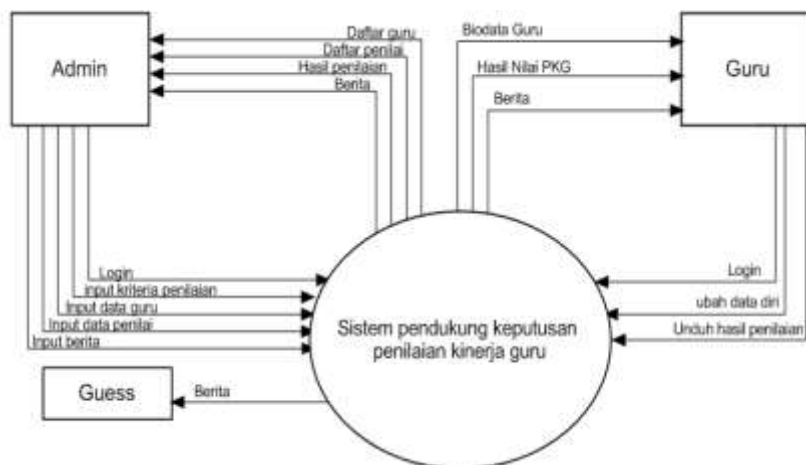 Admin
Daftar guru
Daftar penilai
Hasil penilaian
Berita
Biodata Guru
Hasil Nilai PKG
Berita
Guru
Login
input kriteria penilaian
Input data guru
Input data penilai
Input berita
Sistem pendukung keputusan
penilaian kinerja guru
Login
ubah data diri
Unduh hasil penilaian
Guess
Berita